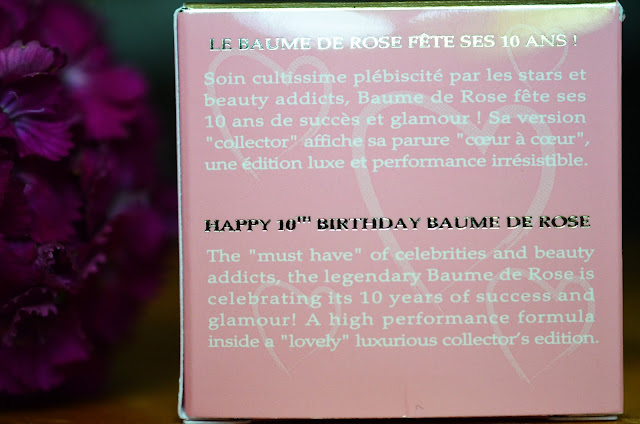 LE BAUME DE ROSE FÊTE SES 10 ANS !
Soin cultissime plébiscité par les stars et
beauty addicts, Baume de Rose fête ses
10 ans de succès et glamour ! Sa version
"collector" affiche sa parure "cœur à cœur",
une édition luxe et performance irrésistible.
HAPPY 10TH BIRTHDAY BAUME DE ROSE
The "must have" of celebrities and beauty
addicts, the legendary Baume de Rose is
celebrating its 10 years of success and
glamour! A high performance formula
inside a "lovely" luxurious collector's edition.